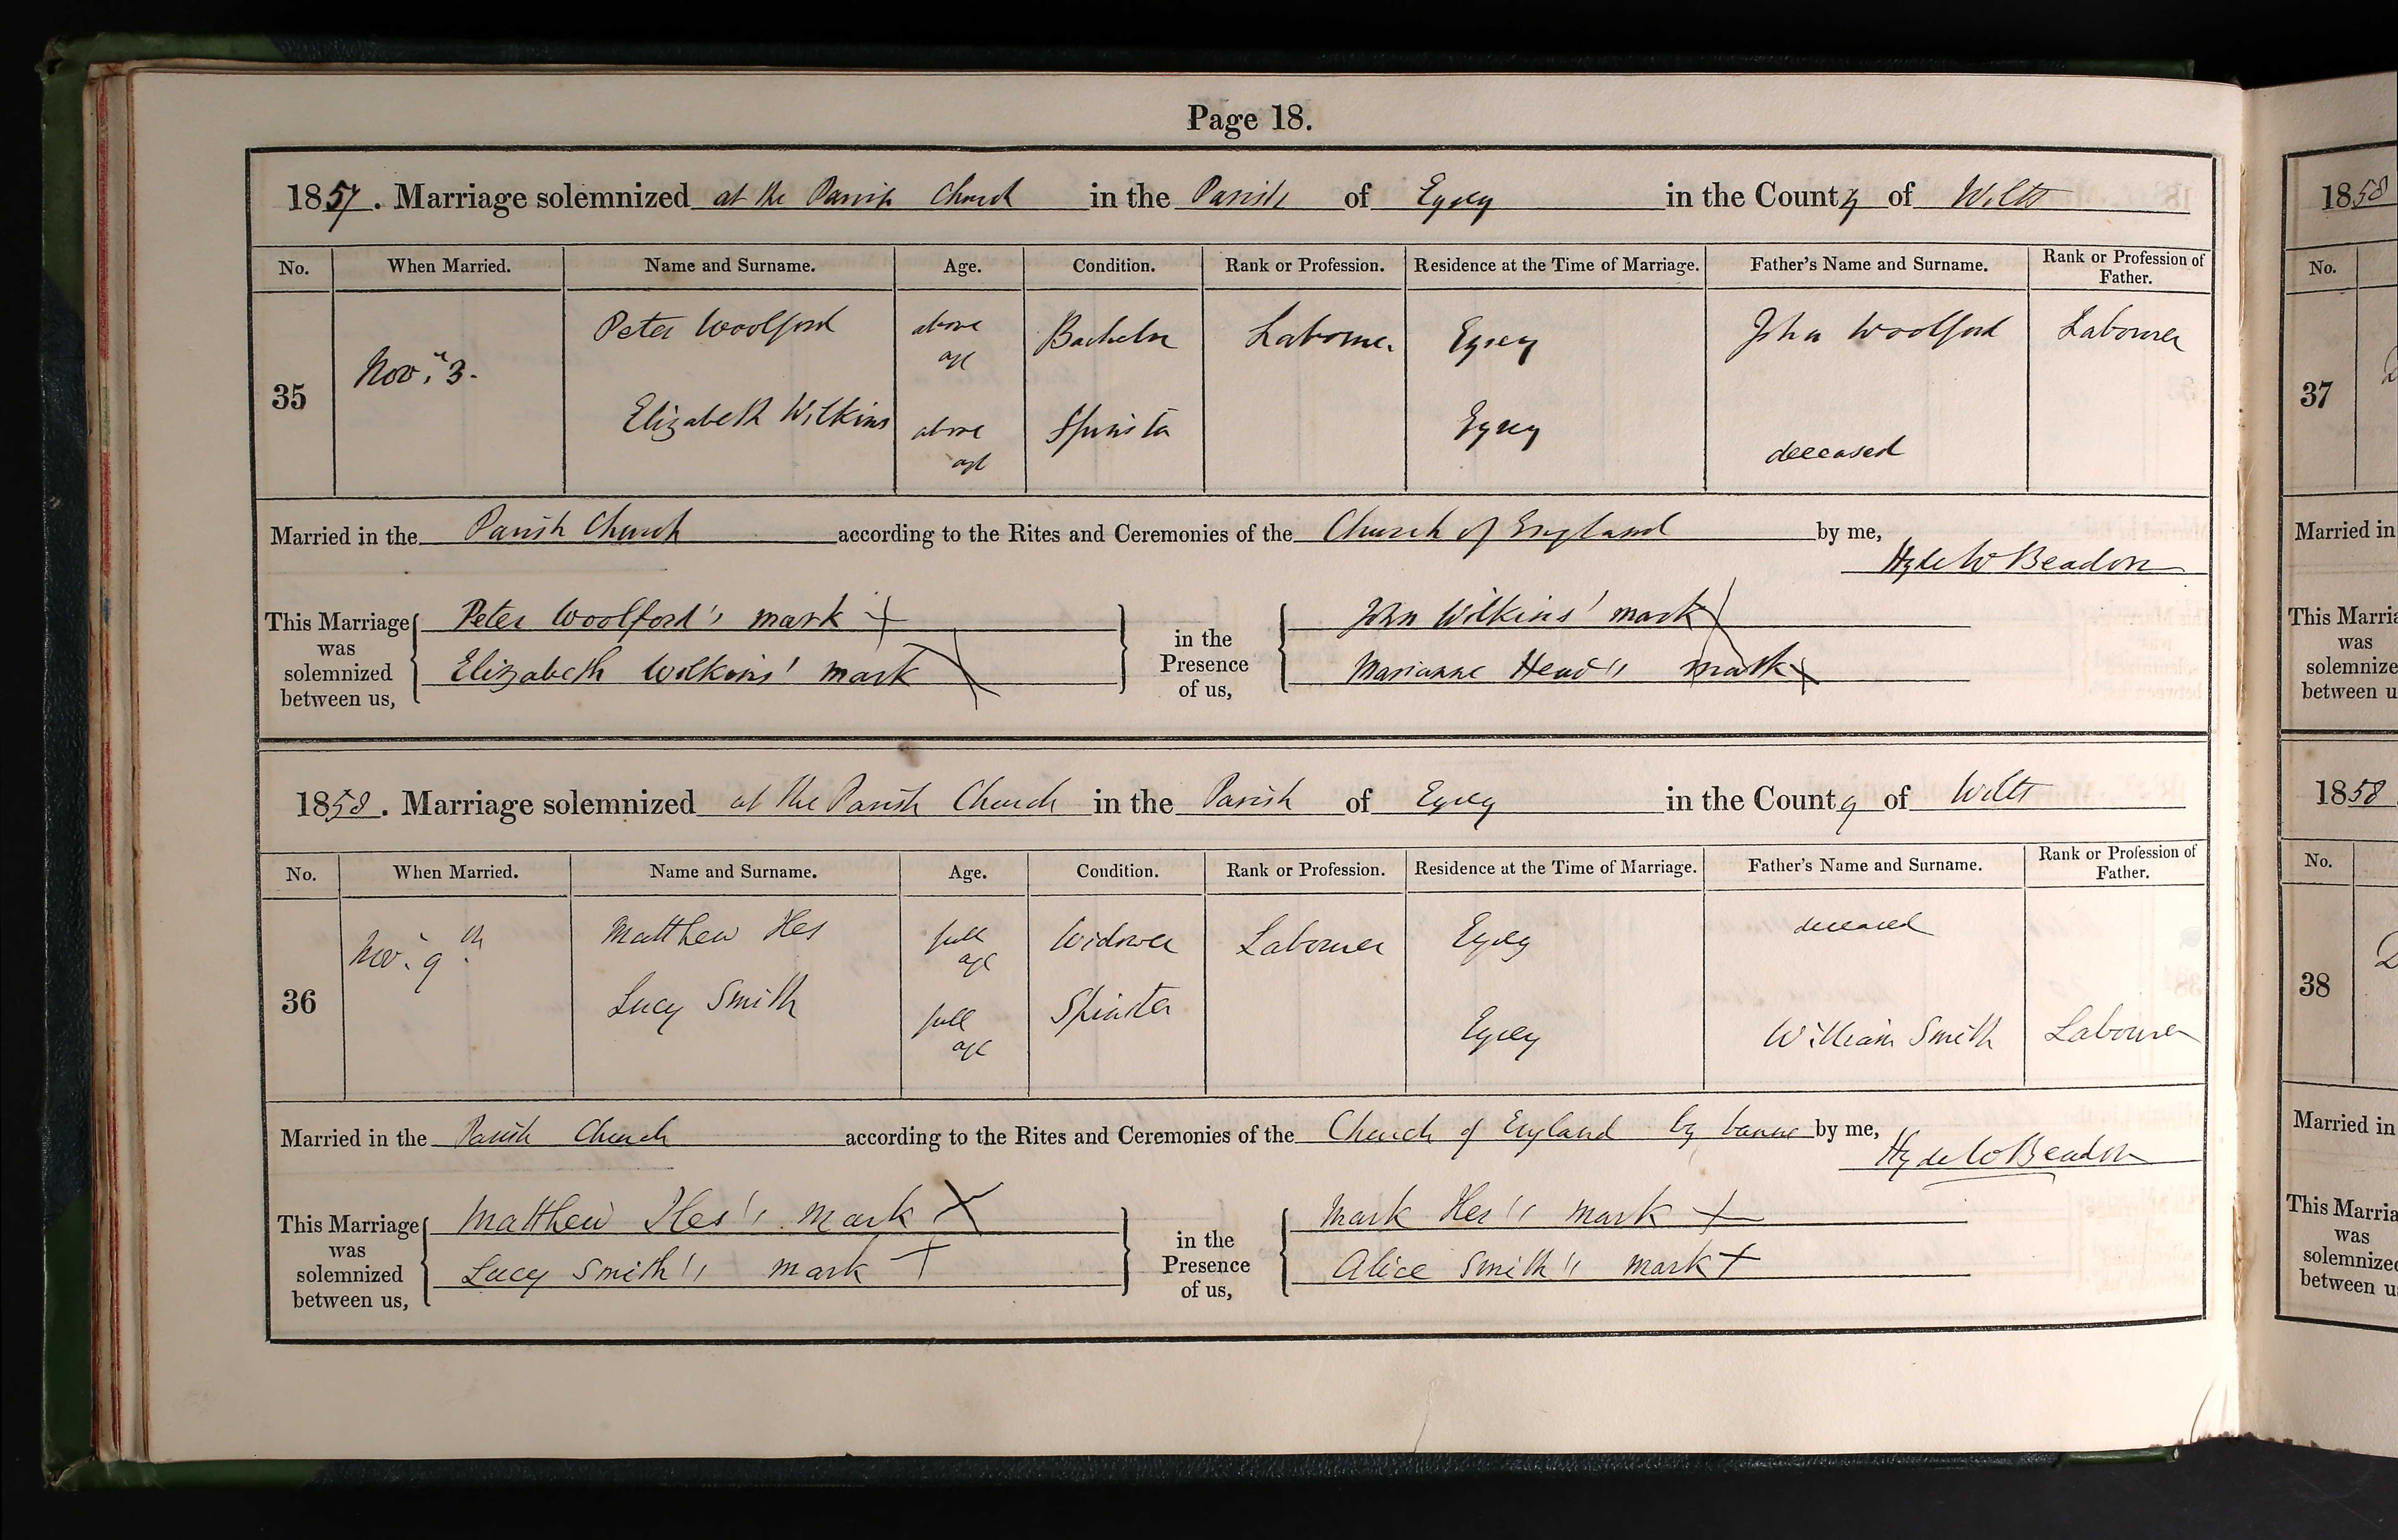 Page 18.
1857. Marriage solemnized at the Parish Church in the Parish of Eysey in the County of Wilts
No. When Married. Name and Surname. Age. Condition. Rank or Profession. Residence at the Time of Marriage. Father's Name and Surname. Rank or Profession of Father.
35 Nov. 3. Peter Woolford above age Bachelor Labourer Eysey John Woolford Labourer
Elizabeth Wilkins above age Spinster Eysey deceased
Married in the Parish Church according to the Rites and Ceremonies of the Church of England by me,
Hyde W Beadon
This Marriage was solemnized between us,
Peter Woolford's mark X
Elizabeth Wilkins' mark X
in the Presence of us,
John Wilkins' mark X
Marianne Head's mark X
1858. Marriage solemnized at the Parish Church in the Parish of Eysey in the County of Wilts
No. When Married. Name and Surname. Age. Condition. Rank or Profession. Residence at the Time of Marriage. Father's Name and Surname. Rank or Profession of Father.
36 Nov. 9th Matthew Iles full age Widower Labourer Eysey deceased
Lucy Smith full age Spinster Eysey William Smith Labourer
Married in the Parish Church according to the Rites and Ceremonies of the Church of England by banns by me,
Hyde W Beadon
This Marriage was solemnized between us,
Matthew Iles's mark X
Lucy Smith's mark X
in the Presence of us,
Mark Iles's mark X
Alice Smith's mark X
1858
No.
37
Married in
This Marria
was
solemnize
between u
1858
No.
38
Married in
This Marria
was
solemnized
between u